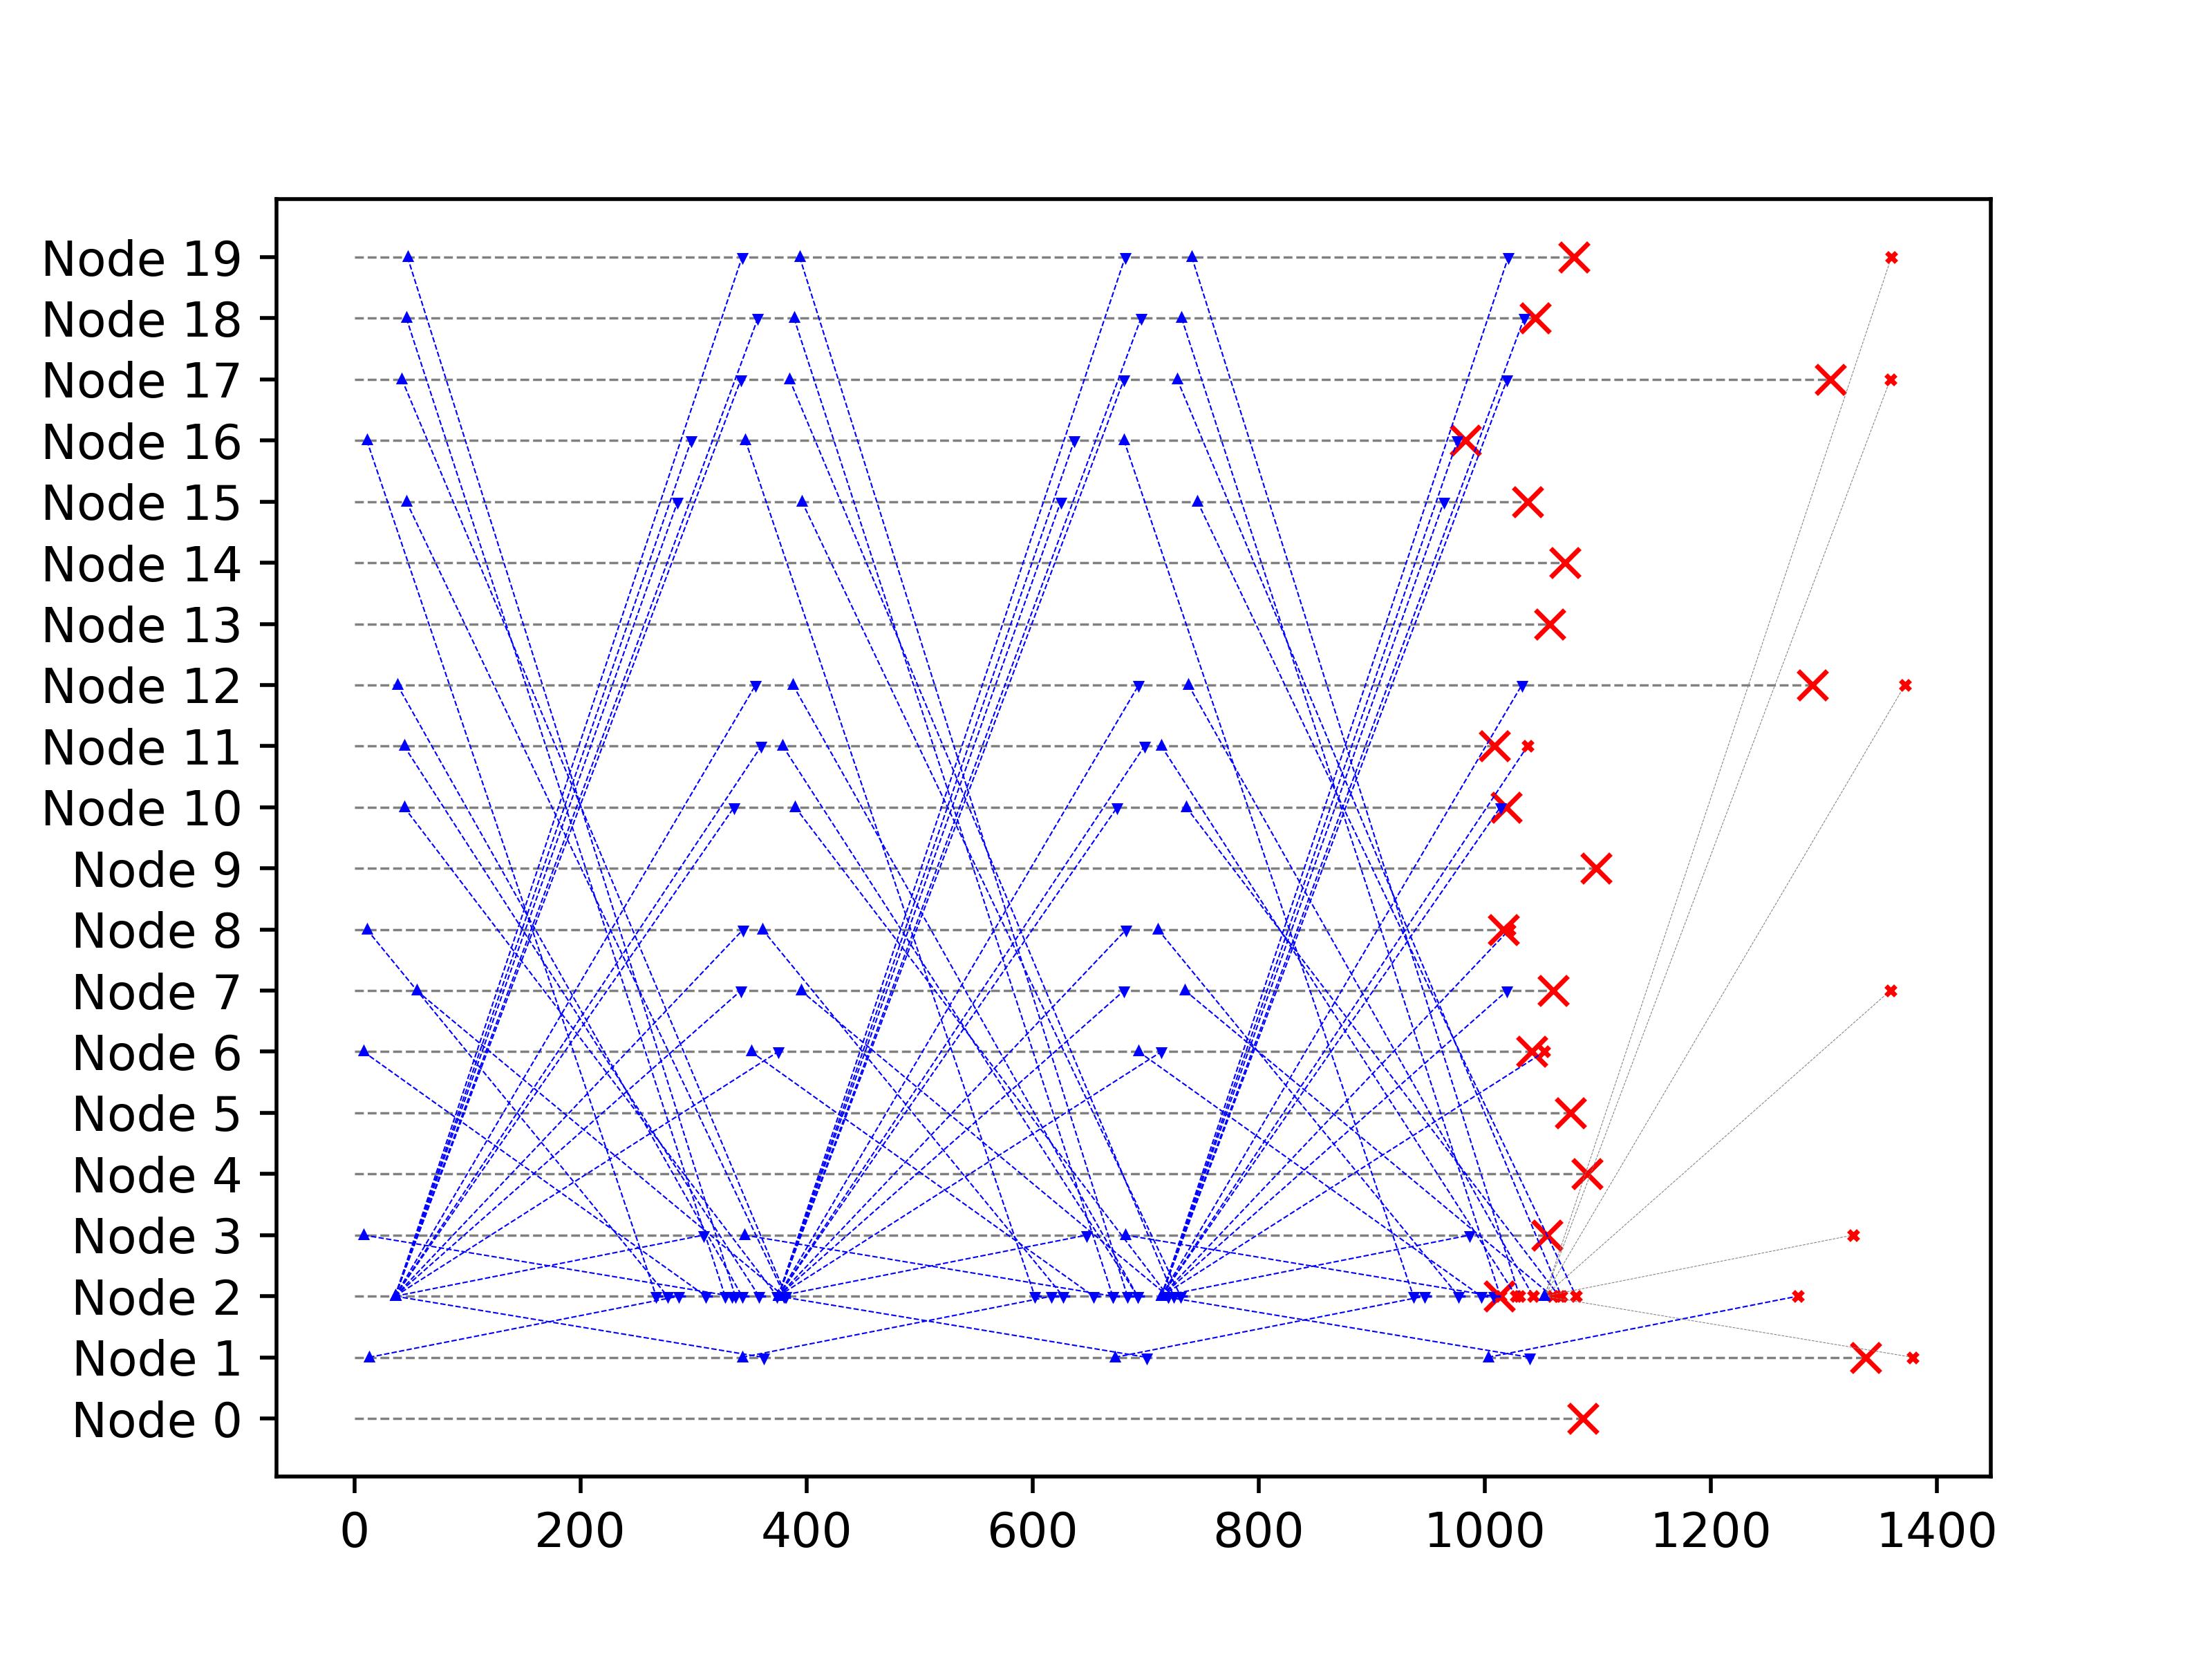 Node 19
Node 18
Node 17
Node 16
Node 15
Node 14
Node 13
Node 12
Node 11
Node 10
Node 9
Node 8
Node 7
Node 6
Node 5
Node 4
Node 3
Node 2
Node 1
Node 0
0 200 400 600 800 1000 1200 1400